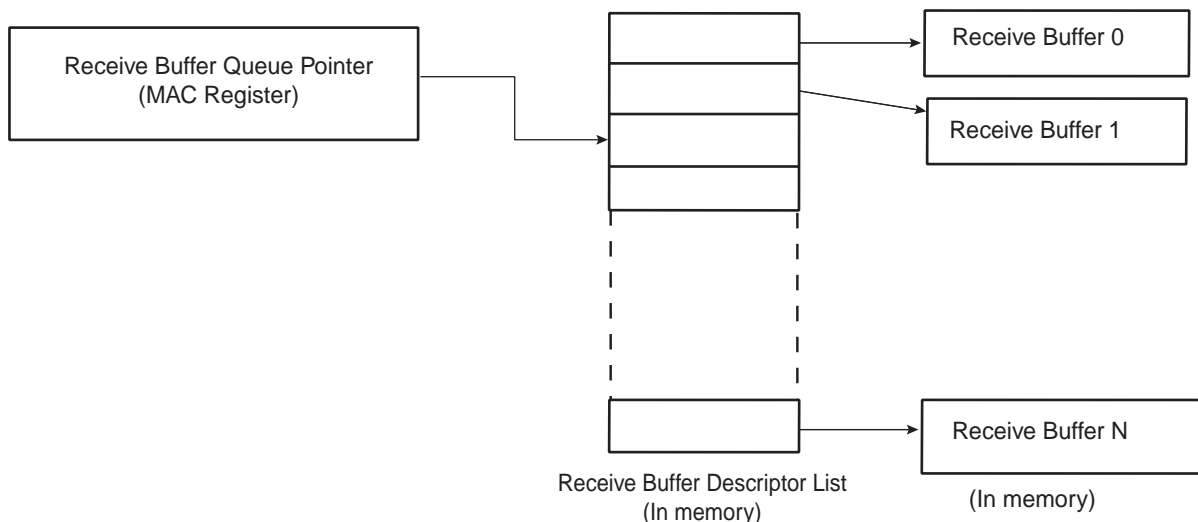 Receive Buffer Queue Pointer
(MAC Register)
Receive Buffer 0
Receive Buffer 1
Receive Buffer N
Receive Buffer Descriptor List
(In memory)
(In memory)